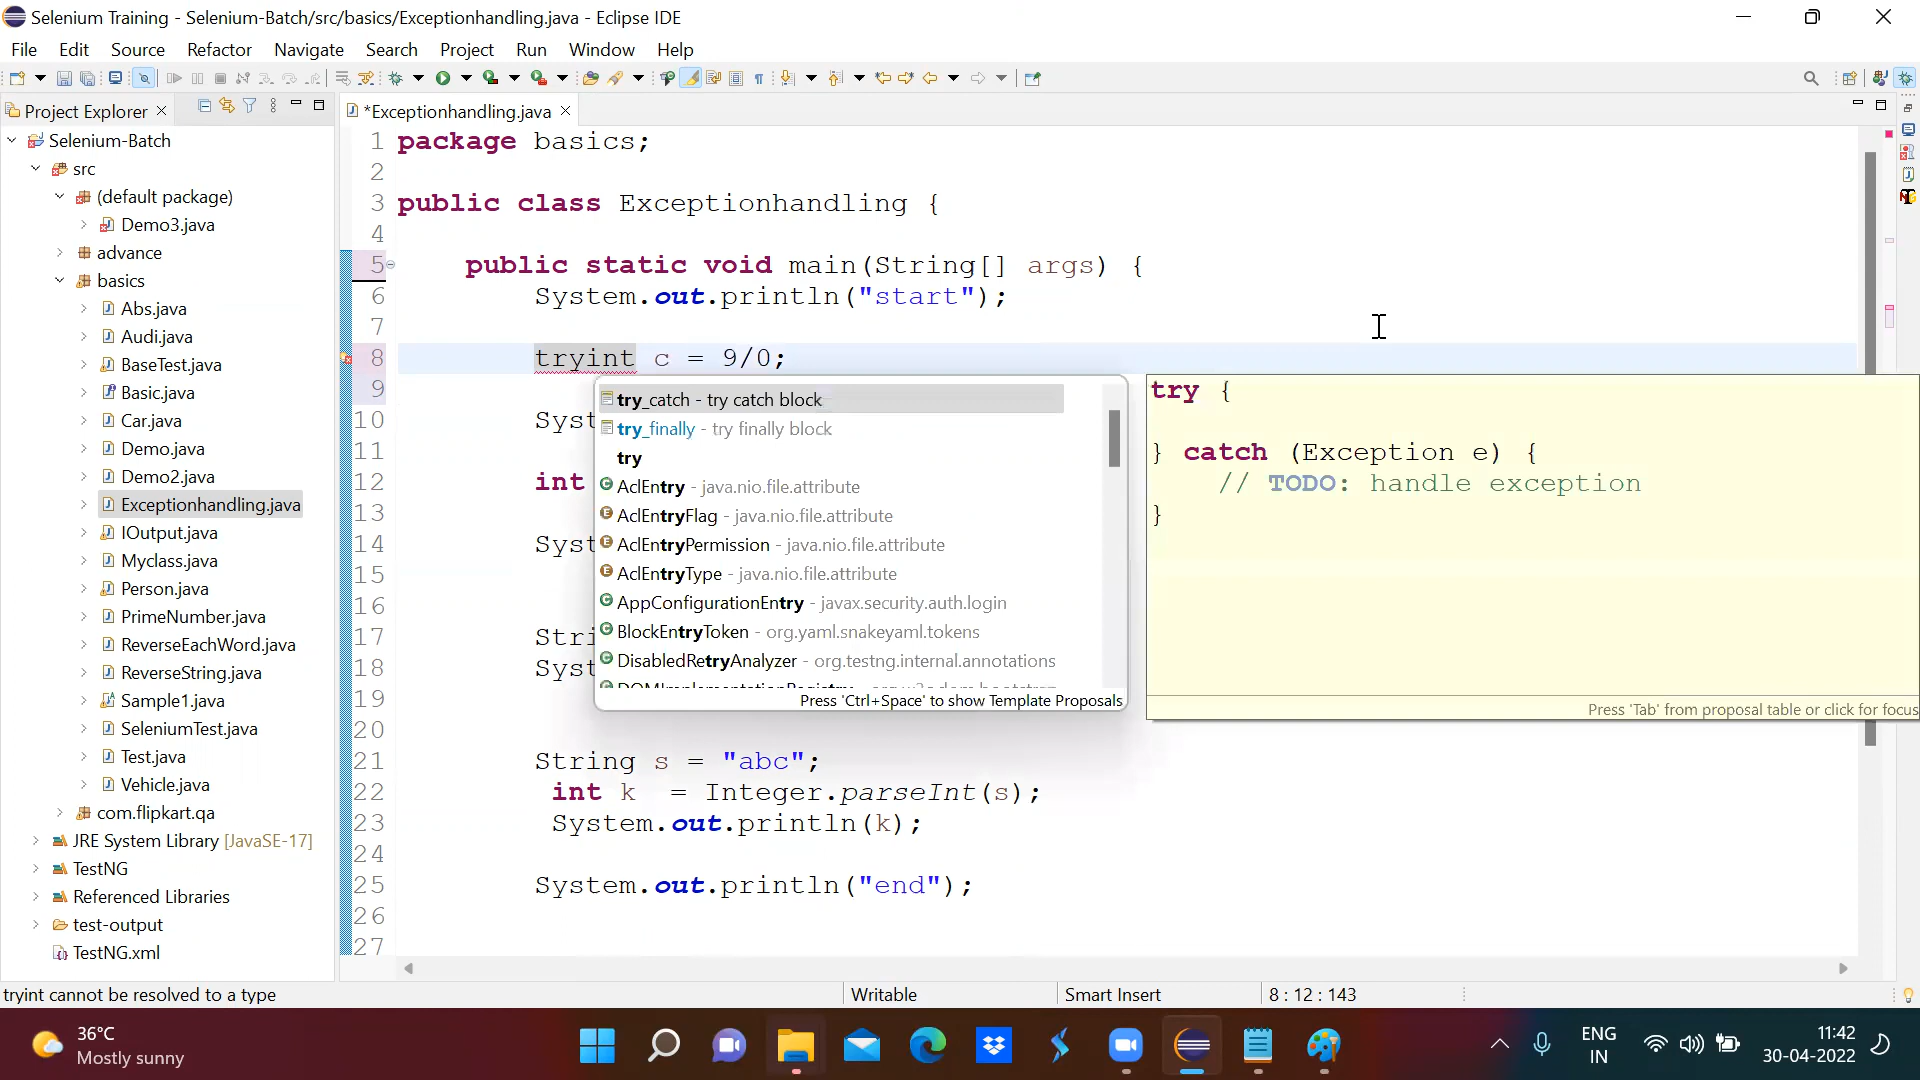 Selenium Training - Selenium-Batch/src/basics/Exceptionhandling.java - Eclipse IDE
File Edit Source Refactor Navigate Search Project Run Window Help
Project Explorer
Selenium-Batch
src
(default package)
Demo3.java
advance
basics
Abs.java
Audi.java
BaseTest.java
Basic.java
Car.java
Demo.java
Demo2.java
Exceptionhandling.java
IOutput.java
Myclass.java
Person.java
PrimeNumber.java
ReverseEachWord.java
ReverseString.java
Sample1.java
SeleniumTest.java
Test.java
Vehicle.java
com.flipkart.qa
JRE System Library [JavaSE-17]
TestNG
Referenced Libraries
test-output
TestNG.xml
*Exceptionhandling.java
1 package basics;
2
3 public class Exceptionhandling {
4
5 public static void main(String[] args) {
6 System.out.println("start");
7
8 tryint c = 9/0;
9
10 Syst
11
12 int
13
14 Syst
15
16
17 Stri
18 Syst
19
20
21 String s = "abc";
22 int k = Integer.parseInt(s);
23 System.out.println(k);
24
25 System.out.println("end");
26
27
try_catch - try catch block
try_finally - try finally block
try
AclEntry - java.nio.file.attribute
AclEntryFlag - java.nio.file.attribute
AclEntryPermission - java.nio.file.attribute
AclEntryType - java.nio.file.attribute
AppConfigurationEntry - javax.security.auth.login
BlockEntryToken - org.yaml.snakeyaml.tokens
DisabledRetryAnalyzer - org.testng.internal.annotations
Press 'Ctrl+Space' to show Template Proposals
try {
} catch (Exception e) {
// TODO: handle exception
}
Press 'Tab' from proposal table or click for focus
tryint cannot be resolved to a type
Writable
Smart Insert
8 : 12 : 143
36°C
Mostly sunny
ENG
IN
11:42
30-04-2022